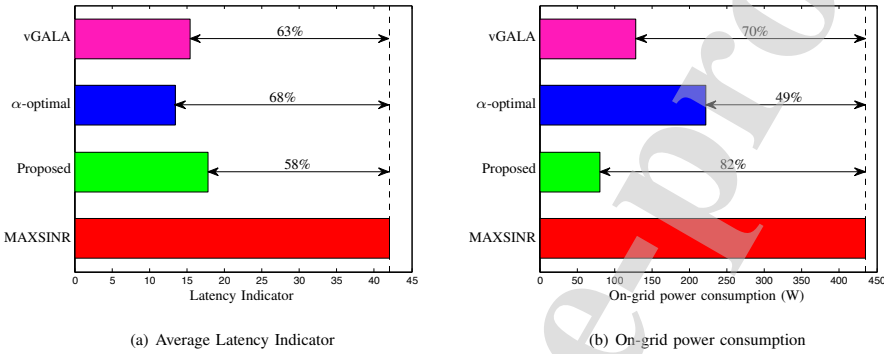 vGALA
63%
α-optimal
68%
Proposed
58%
MAXSINR
0 5 10 15 20 25 30 35 40 45
Latency Indicator
(a) Average Latency Indicator
vGALA
70%
α-optimal
49%
Proposed
82%
MAXSINR
0 50 100 150 200 250 300 350 400 450
On-grid power consumption (W)
(b) On-grid power consumption
e-pro